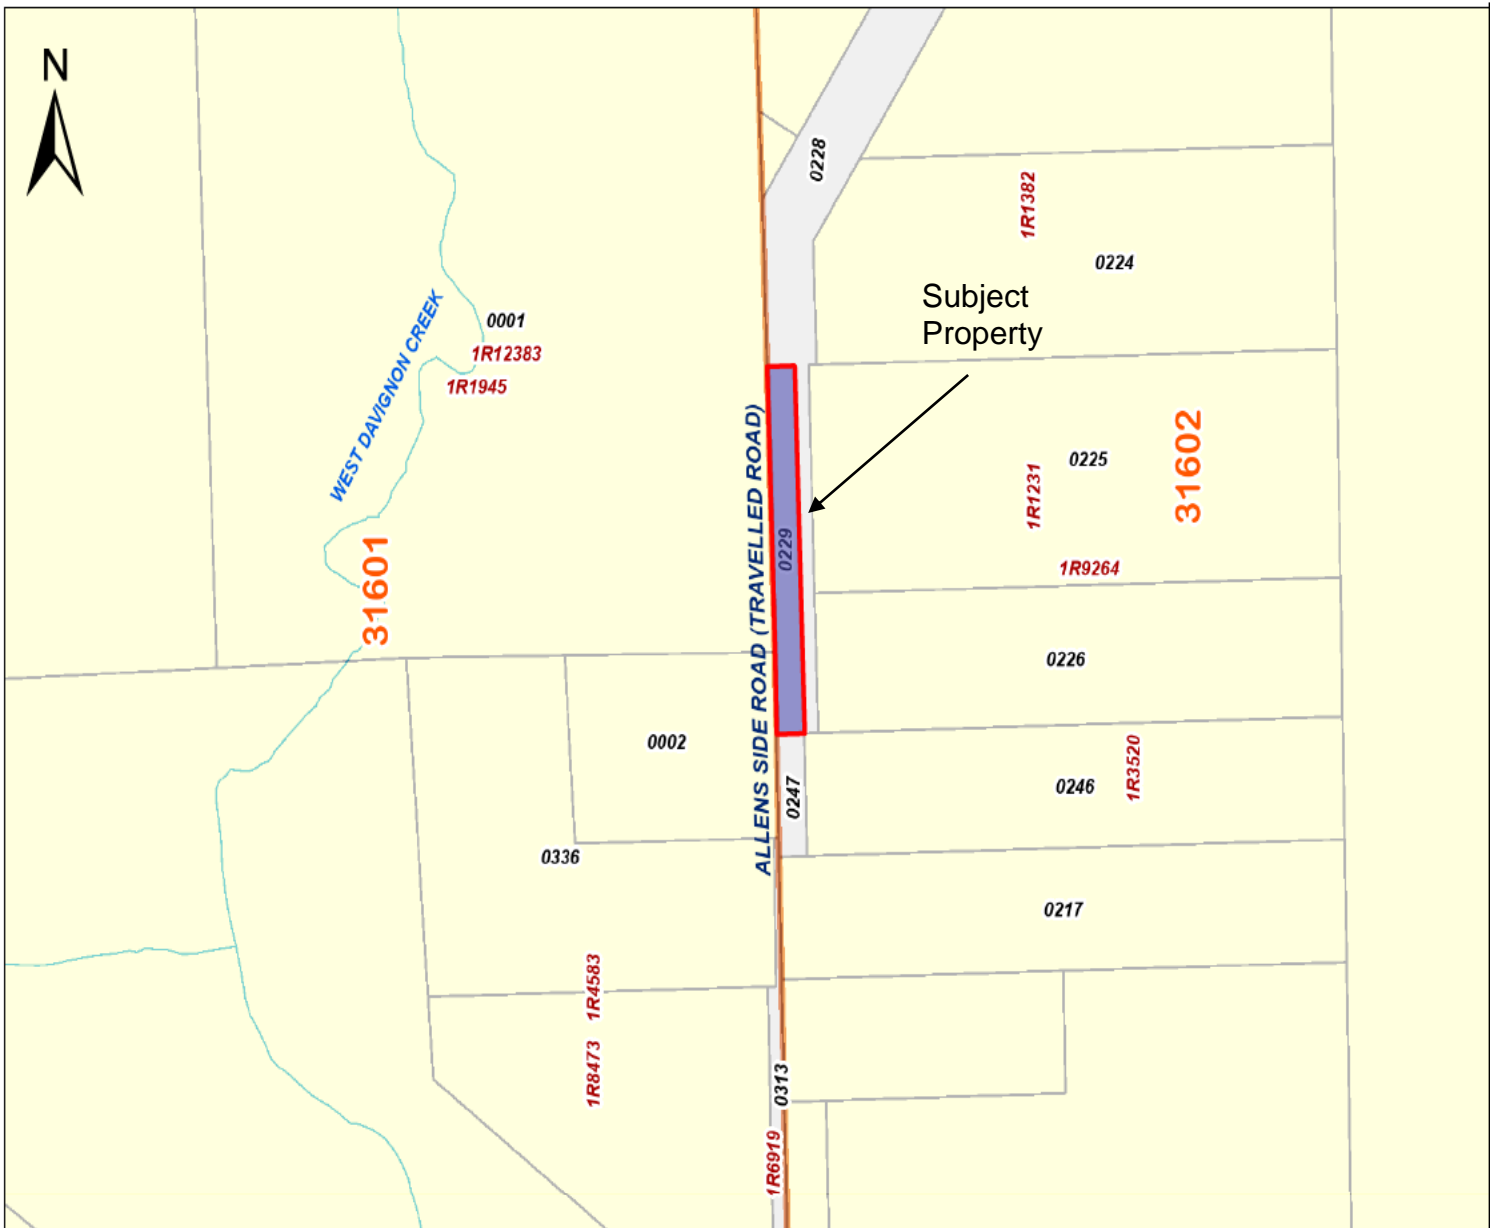 N
0228
1R1382
0224
Subject
Property
0001
1R12383
1R1945
WEST DAVIGNON CREEK
31601
ALLENS SIDE ROAD (TRAVELLED ROAD)
0229
0225
1R1231
31602
1R9264
0226
0002
0247
0246
1R3520
0336
0217
1R4583
1R8473
0313
1R6919